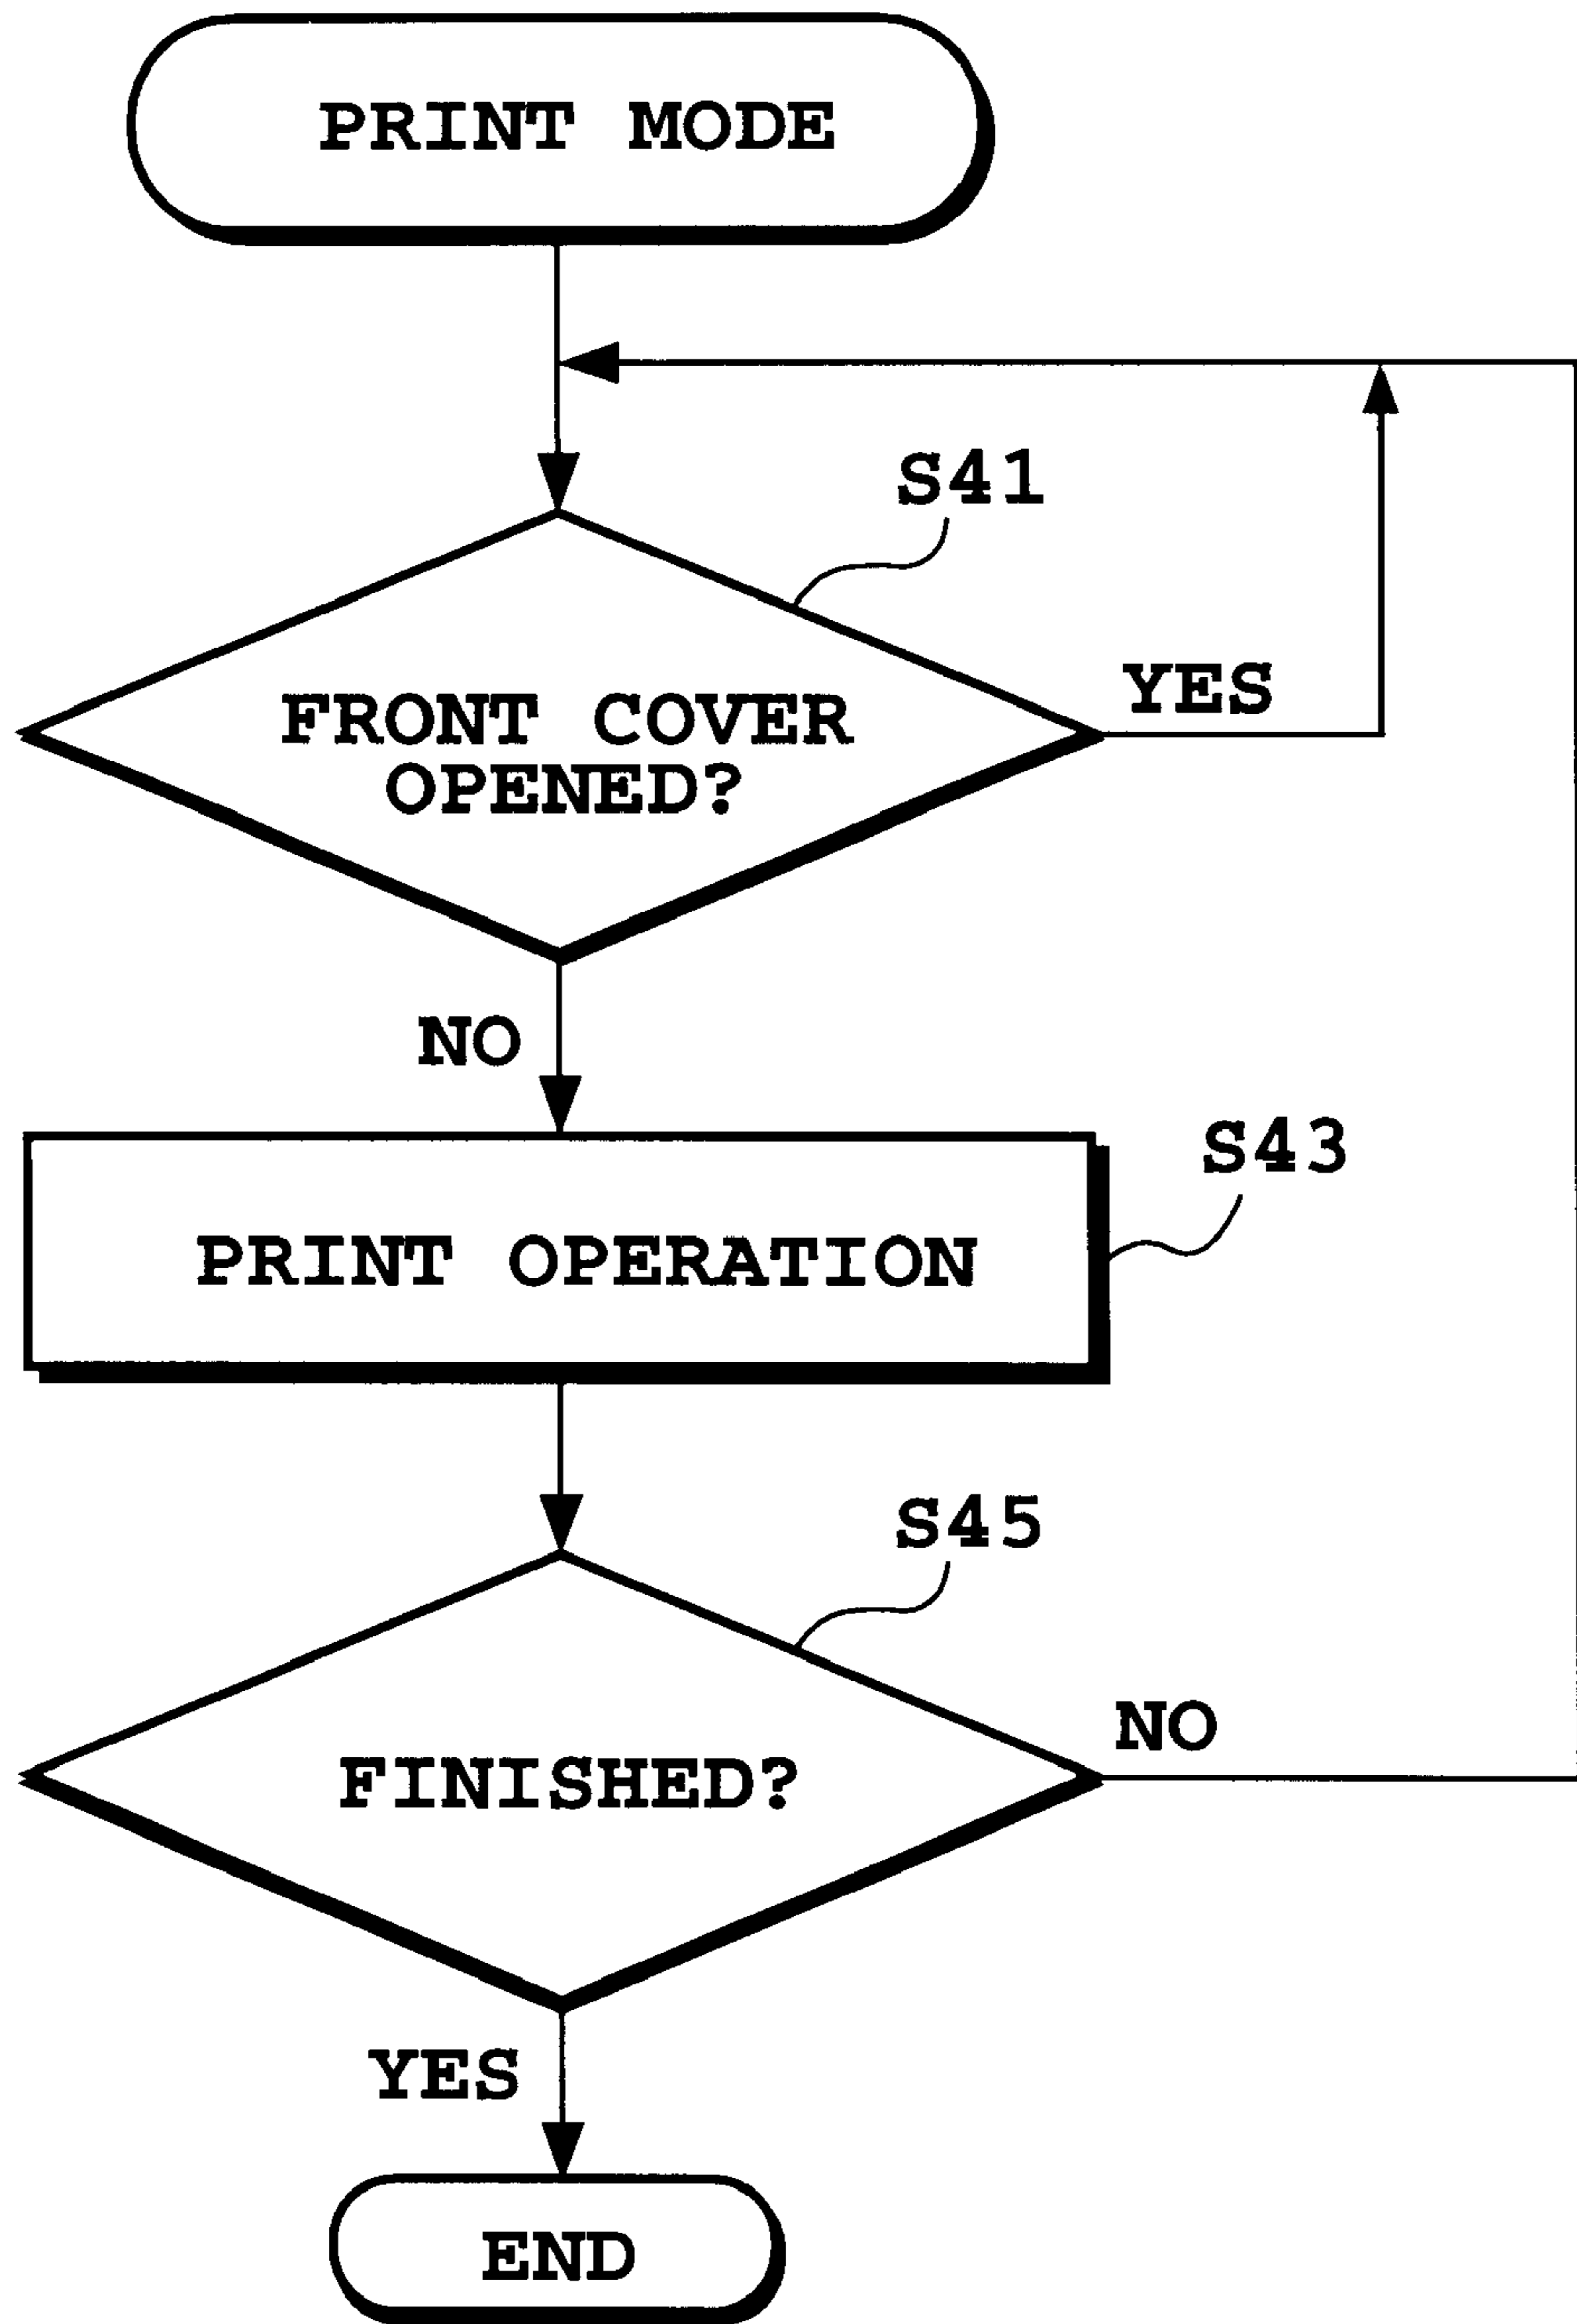 PRINT MODE
S41
YES
FRONT COVER
OPENED?
NO
S43
PRINT OPERATION
S45
NO
FINISHED?
YES
END